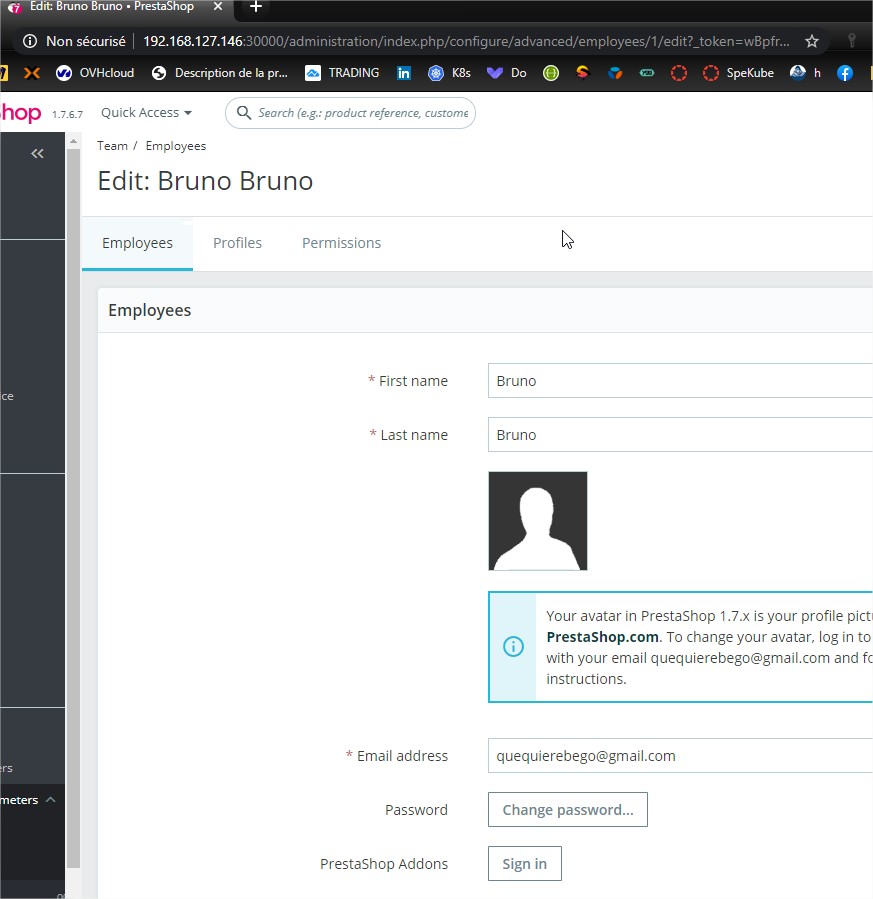 Edit: Bruno Bruno • PrestaShop
Non sécurisé 192.168.127.146:30000/administration/index.php/configure/advanced/employees/1/edit?_token=wBpfr...
OVHcloud Description de la pr... TRADING K8s Do SpeKube h
hop 1.7.6.7 Quick Access Search (e.g.: product reference, custome
Team / Employees
Edit: Bruno Bruno
Employees Profiles Permissions
Employees
* First name Bruno
ice
* Last name Bruno
Your avatar in PrestaShop 1.7.x is your profile pict
PrestaShop.com. To change your avatar, log in to
with your email quequierebego@gmail.com and fo
instructions.
* Email address quequierebego@gmail.com
ers
meters
Password Change password...
PrestaShop Addons Sign in